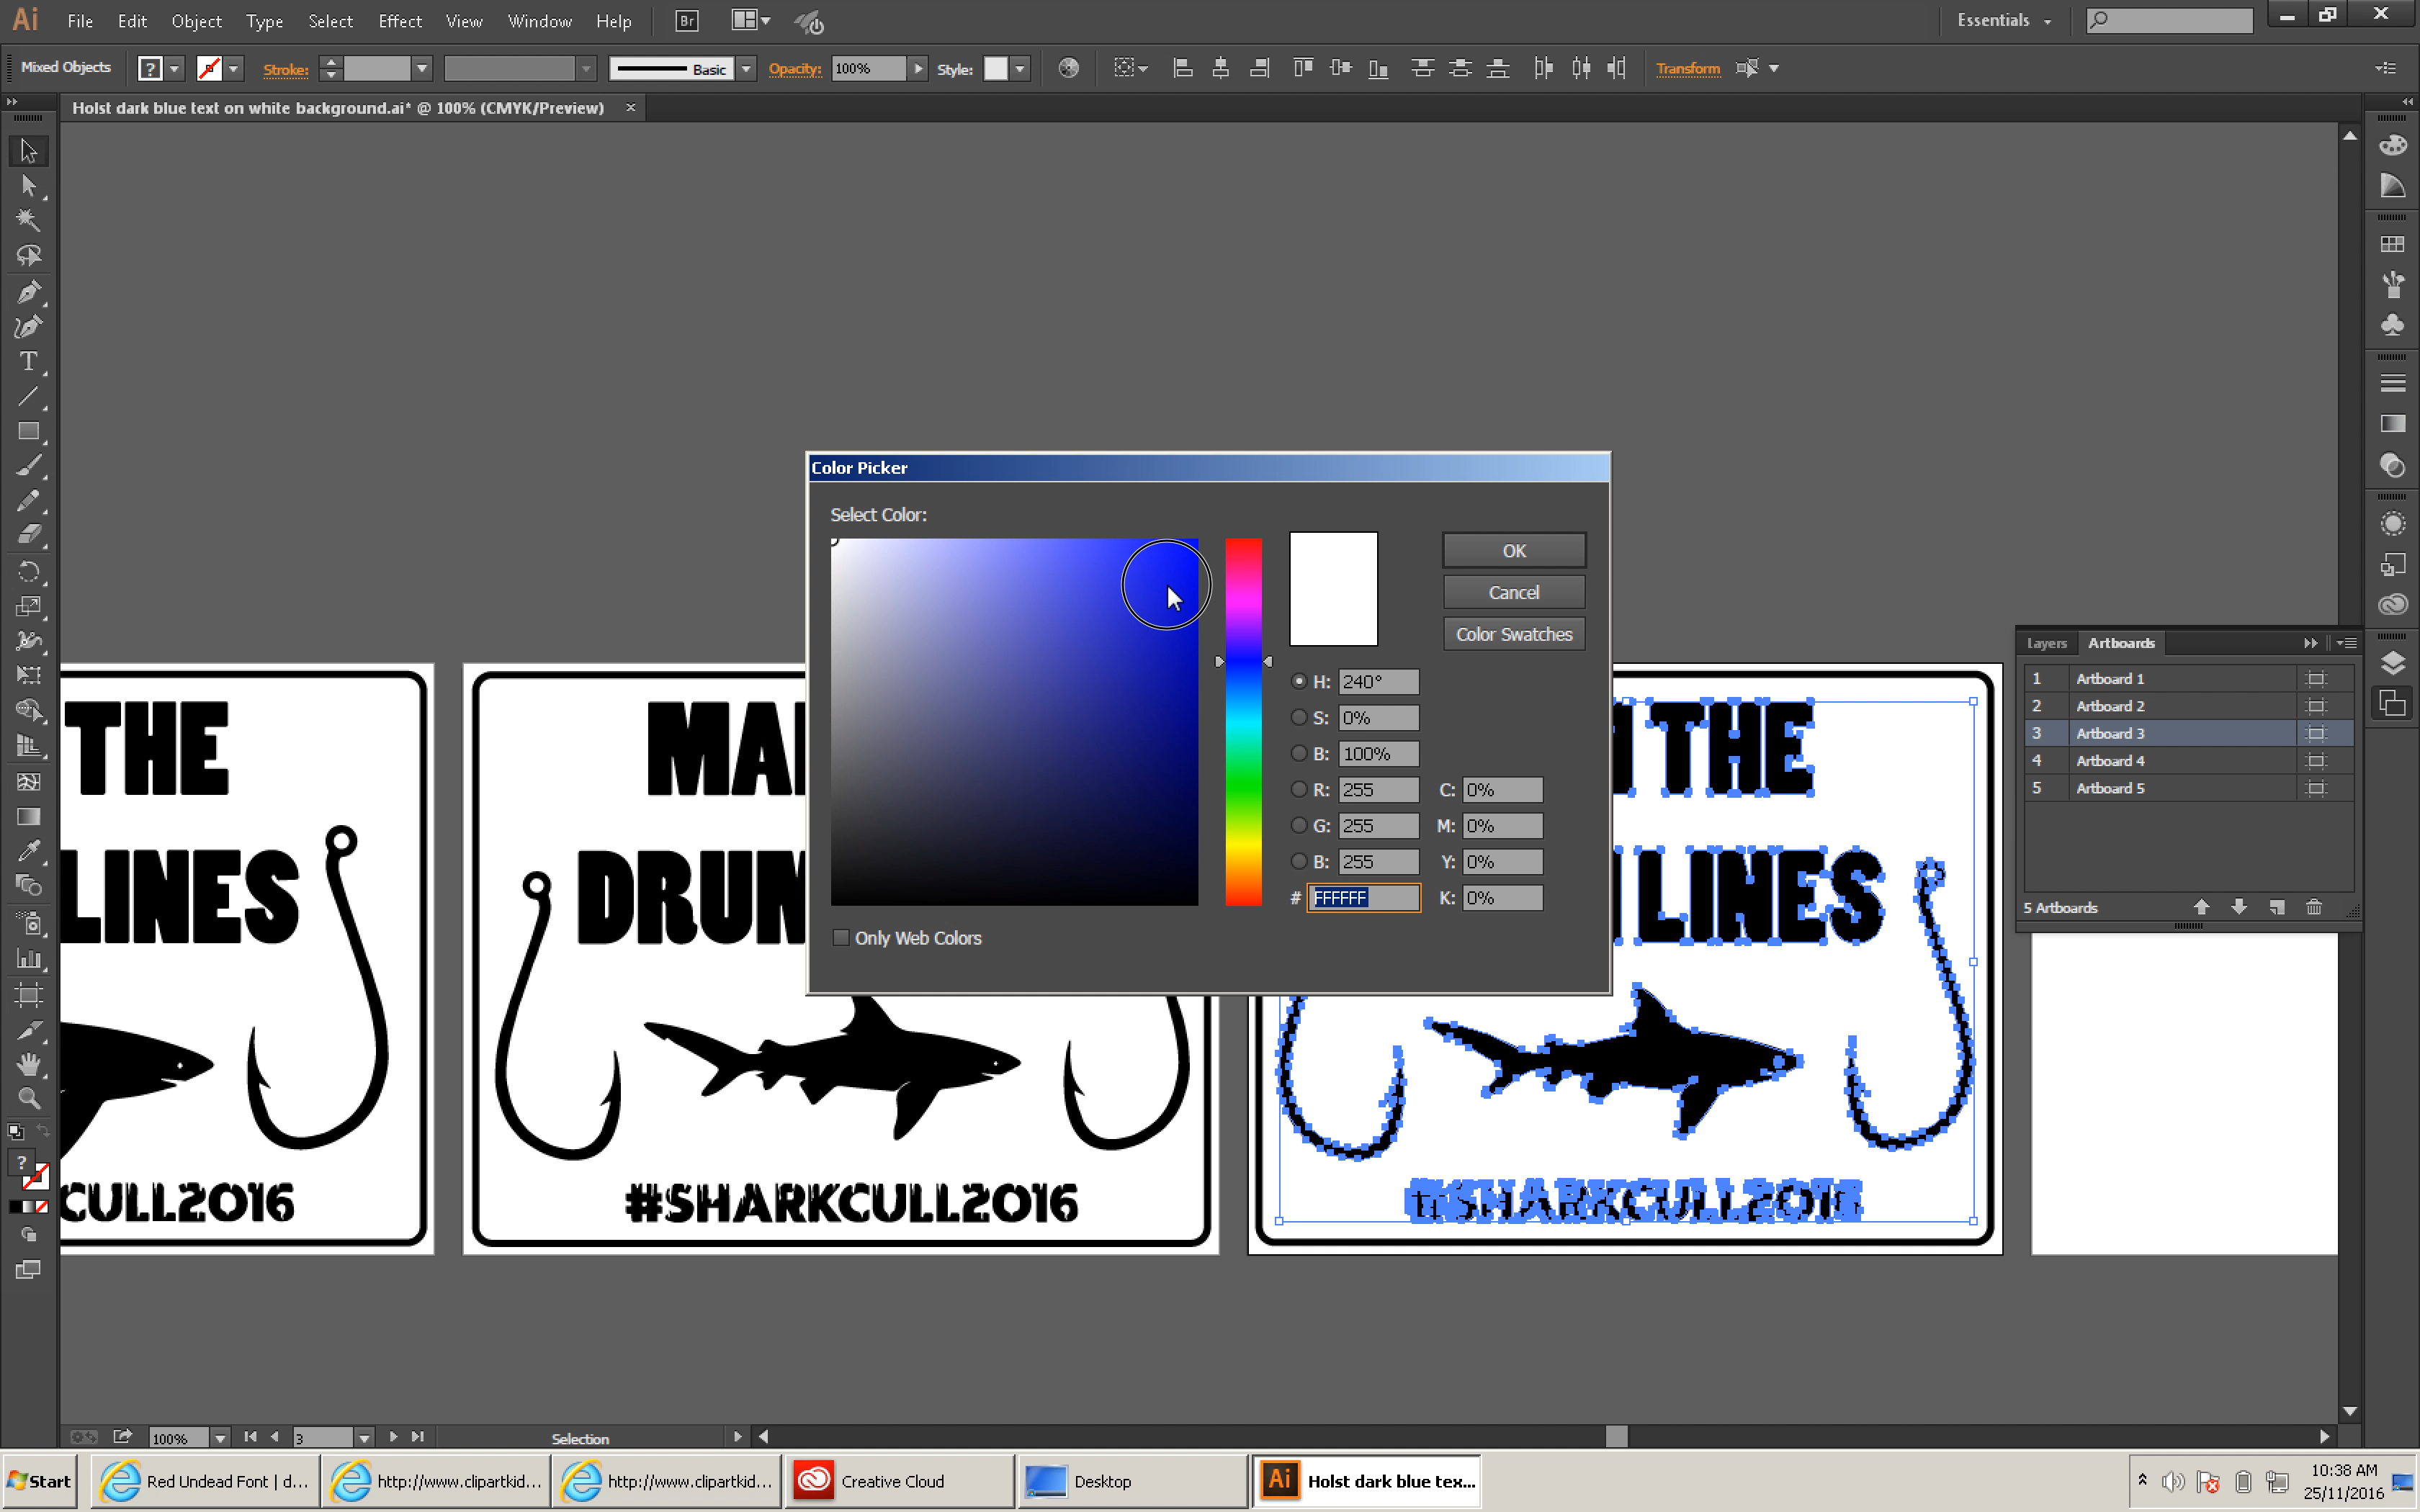 Ai File Edit Object Type Select Effect View Window Help Br Essentials
Mixed Objects ? Stroke: Basic Opacity: 100% Style: Transform
Holst dark blue text on white background.ai* @ 100% (CMYK/Preview) ×
Color Picker
Select Color:
OK
Cancel
Color Swatches
H: 240°
S: 0%
B: 100%
R: 255 C: 0%
G: 255 M: 0%
B: 255 Y: 0%
# FFFFFF K: 0%
Only Web Colors
Layers Artboards
1 Artboard 1
2 Artboard 2
3 Artboard 3
4 Artboard 4
5 Artboard 5
5 Artboards
THE
LINES
CULL2016
MA
DRUM
#SHARKCULL2016
THE
LINES
#SHARKCULL2016
T
?
100% 3 Selection
Start Red Undead Font | d... http://www.clipartkid... http://www.clipartkid... Creative Cloud Desktop Ai Holst dark blue tex...
10:38 AM
25/11/2016